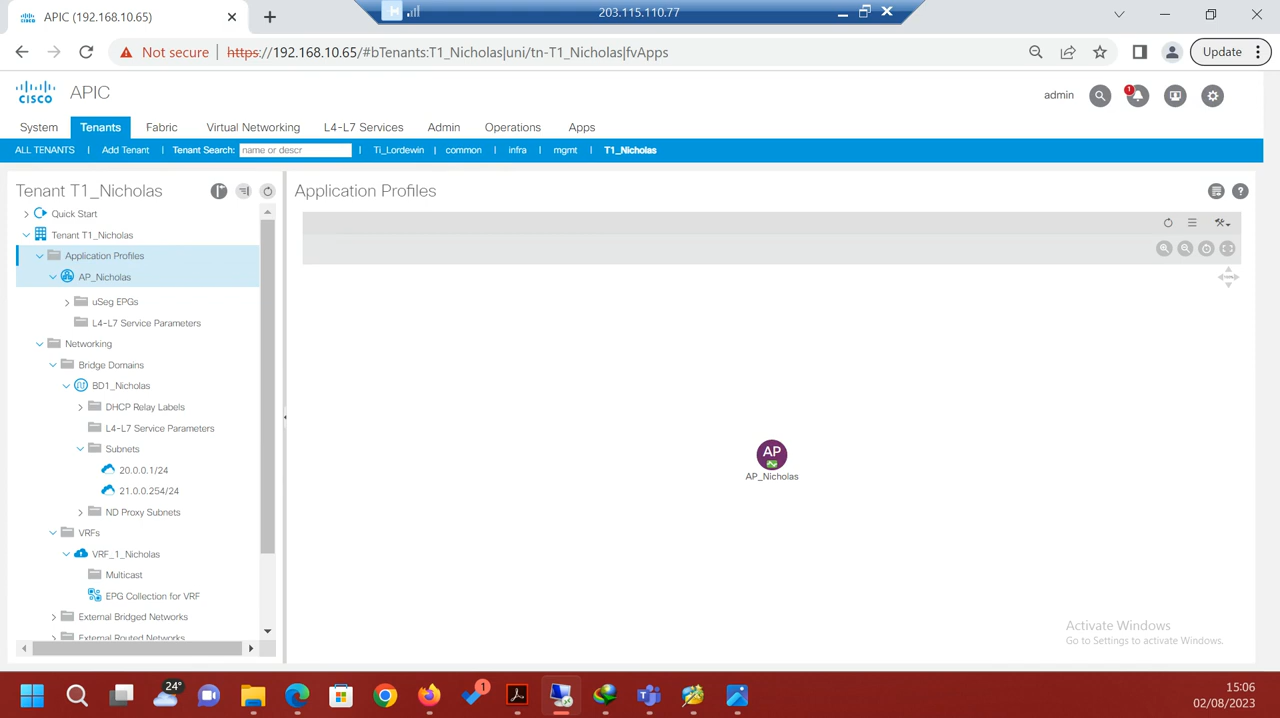 APIC (192.168.10.65)
203.115.110.77
Not secure
https://192.168.10.65/#bTenants:T1_Nicholas|uni/tn-T1_Nicholas|fvApps
Update
CISCO
APIC
admin
1
System Tenants Fabric Virtual Networking L4-L7 Services Admin Operations Apps
ALL TENANTS | Add Tenant | Tenant Search: name or descr | Ti_Lordewin | common | infra | mgmt | T1_Nicholas
Tenant T1_Nicholas
Quick Start
Tenant T1_Nicholas
Application Profiles
AP_Nicholas
uSeg EPGs
L4-L7 Service Parameters
Networking
Bridge Domains
BD1_Nicholas
DHCP Relay Labels
L4-L7 Service Parameters
Subnets
20.0.0.1/24
21.0.0.254/24
ND Proxy Subnets
VRFs
VRF_1_Nicholas
Multicast
EPG Collection for VRF
External Bridged Networks
External Routed Networks
Application Profiles
AP
AP_Nicholas
Activate Windows
Go to Settings to activate Windows.
24°
1
15:06
02/08/2023